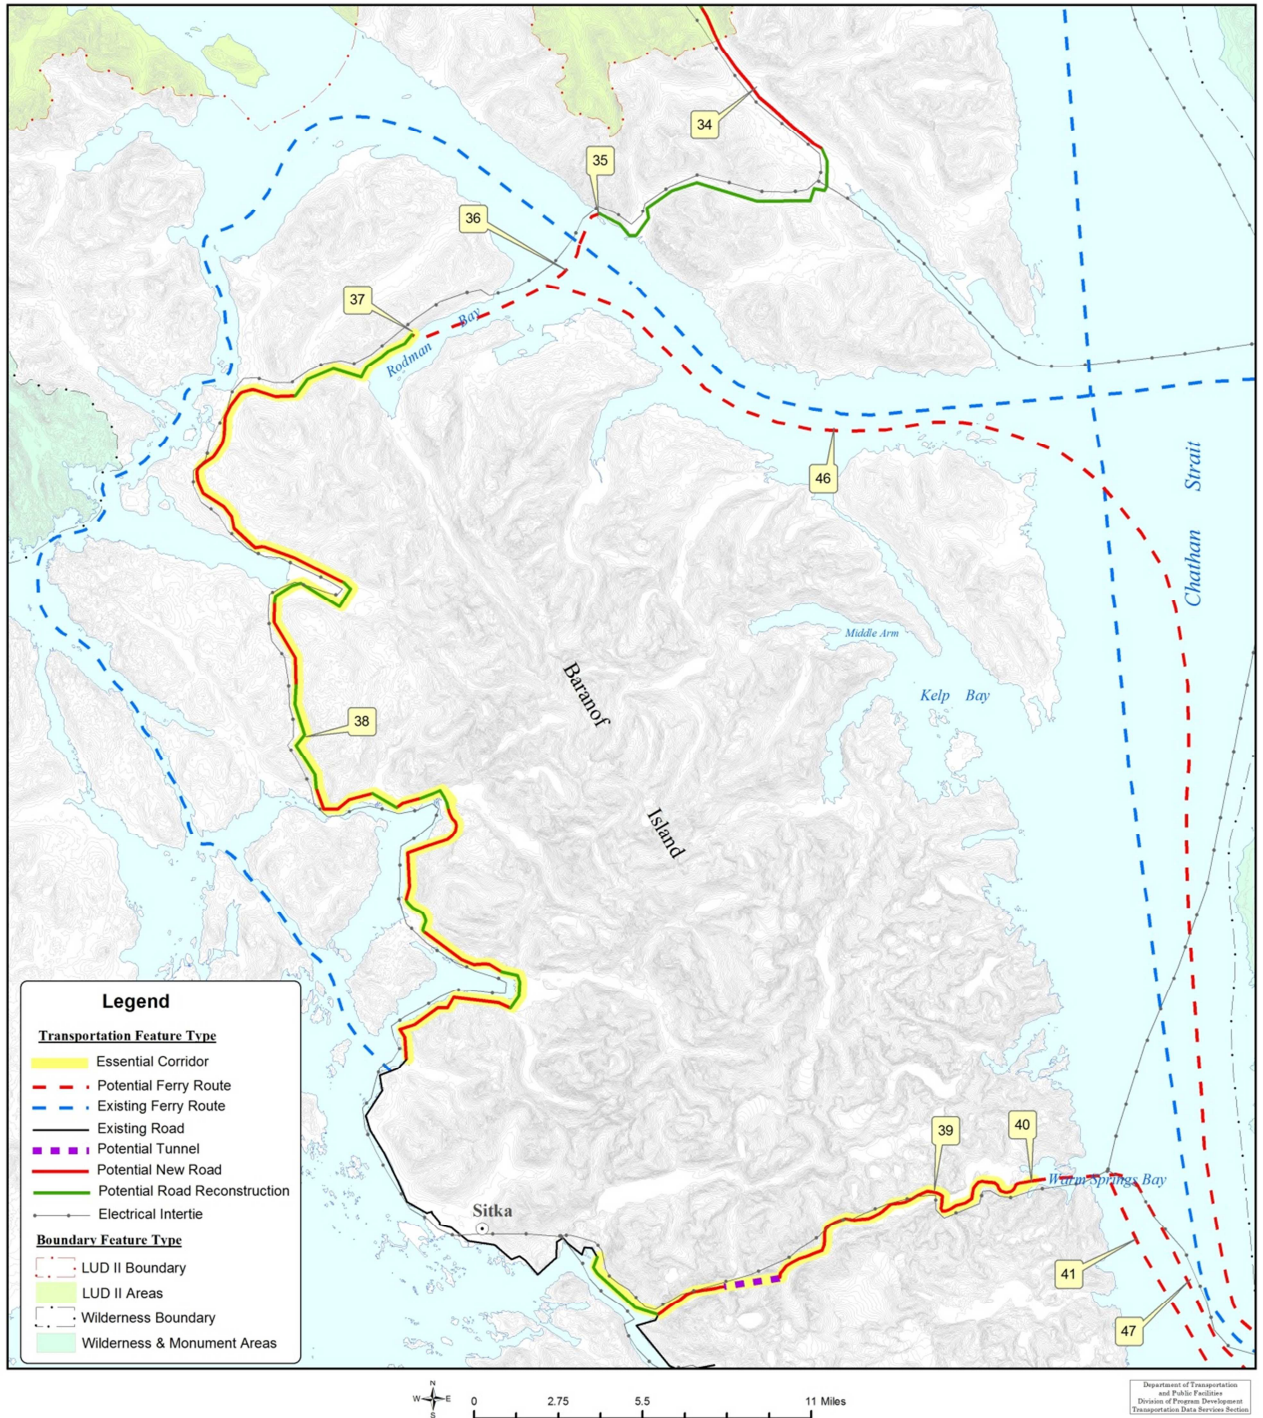 34
35
36
37
Rodman
Bay
46
Chathan Strait
Middle Arm
Baranof
Kelp Bay
38
Island
Legend
Transportation Feature Type
Essential Corridor
Potential Ferry Route
Existing Ferry Route
Existing Road
Potential Tunnel
Potential New Road
Potential Road Reconstruction
Electrical Intertie
Boundary Feature Type
LUD II Boundary
LUD II Areas
Wilderness Boundary
Wilderness & Monument Areas
39
40
Warm Springs Bay
Sitka
41
47
N
W E
S
0 2.75 5.5 11 Miles
Department of Transportation
and Public Facilities
Division of Program Development
Transportation Data Services Section